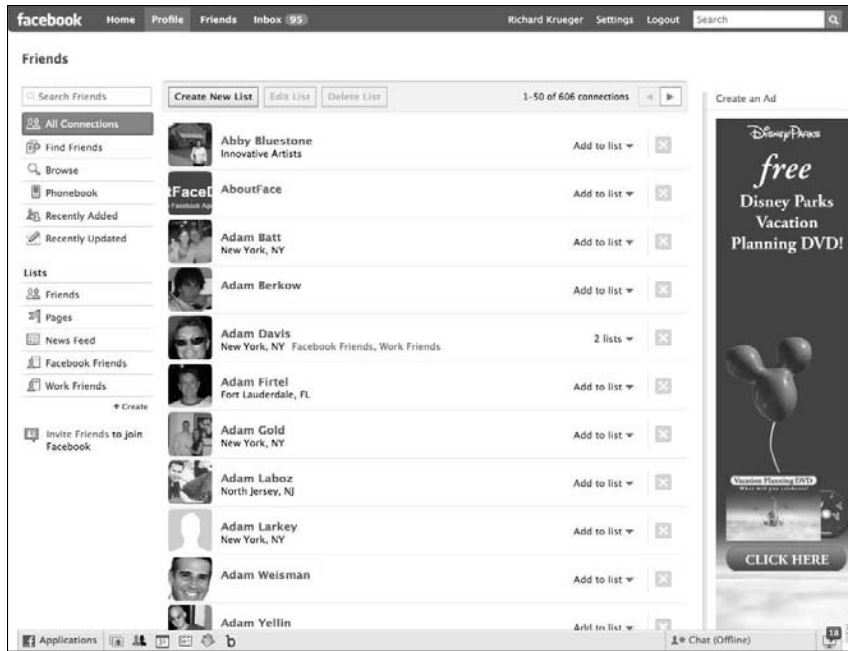 facebook Home Profile Friends Inbox 95 Richard Krueger Settings Logout Search
Friends
Search Friends
All Connections
Find Friends
Browse
Phonebook
Recently Added
Recently Updated
Lists
Friends
Pages
News Feed
Facebook Friends
Work Friends
+ Create
Invite Friends to join
Facebook
Create New List Edit List Delete List 1-50 of 606 connections
Abby Bluestone
Innovative Artists
Add to list
AboutFace
Add to list
Adam Batt
New York, NY
Add to list
Adam Berkow
Add to list
Adam Davis
New York, NY Facebook Friends, Work Friends
2 lists
Adam Firtel
Fort Lauderdale, FL
Add to list
Adam Gold
New York, NY
Add to list
Adam Laboz
North Jersey, NJ
Add to list
Adam Larkey
New York, NY
Add to list
Adam Weisman
Add to list
Adam Yellin
Add to list
Create an Ad
Disney Parks
free
Disney Parks
Vacation
Planning DVD!
Vacation Planning DVD
What will you celebrate?
CLICK HERE
Applications Chat (Offline) 18